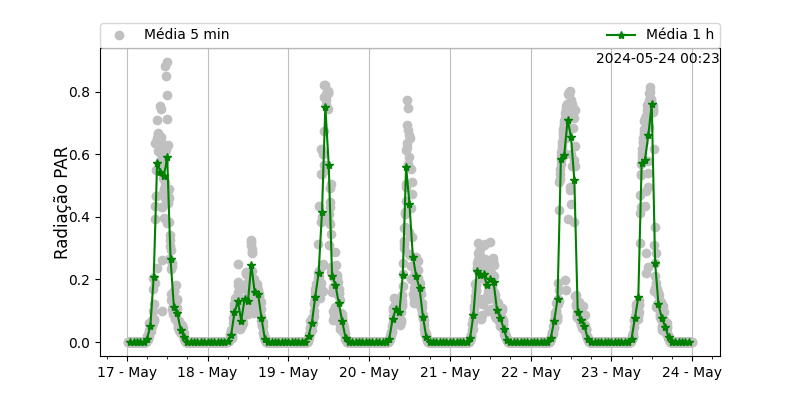 Média 5 min
Média 1 h
2024-05-24 00:23
Radiação PAR
0.8
0.6
0.4
0.2
0.0
17 - May
18 - May
19 - May
20 - May
21 - May
22 - May
23 - May
24 - May